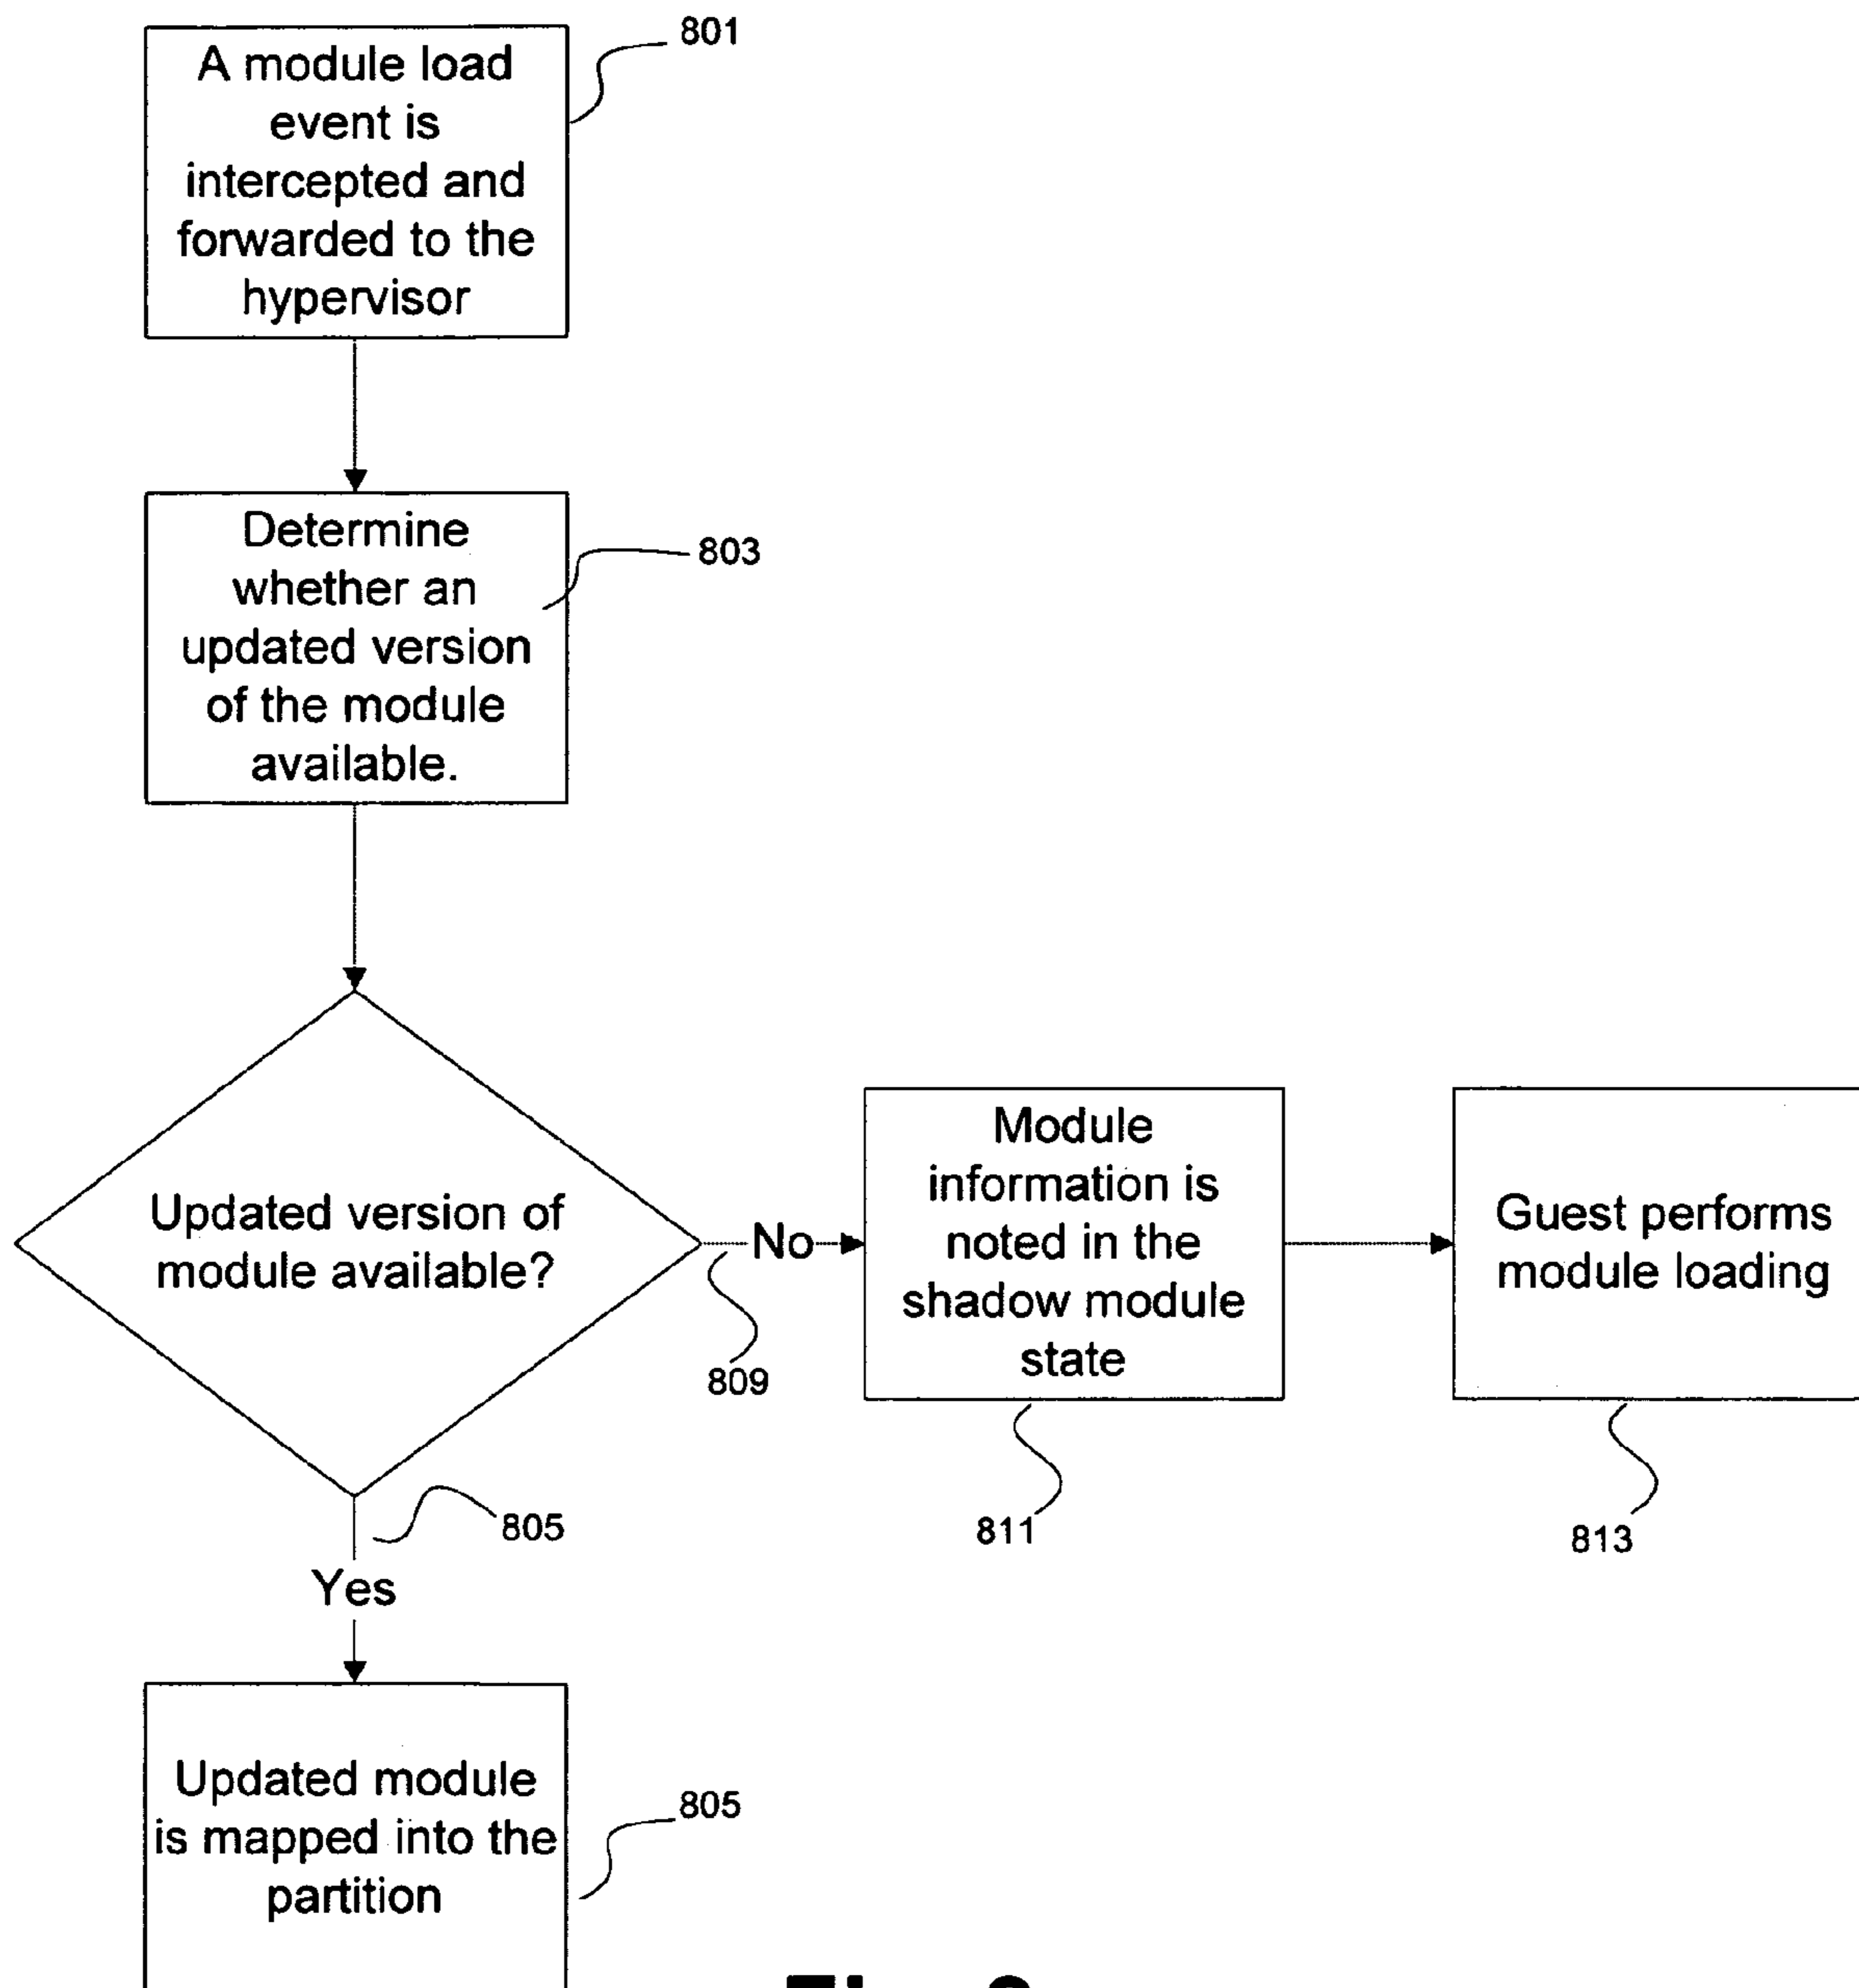 A module load
event is
intercepted and
forwarded to the
hypervisor
801
Determine
whether an
updated version
of the module
available.
803
Updated version of
module available?
No
809
Module
information is
noted in the
shadow module
state
811
Guest performs
module loading
813
805
Yes
Updated module
is mapped into the
partition
805